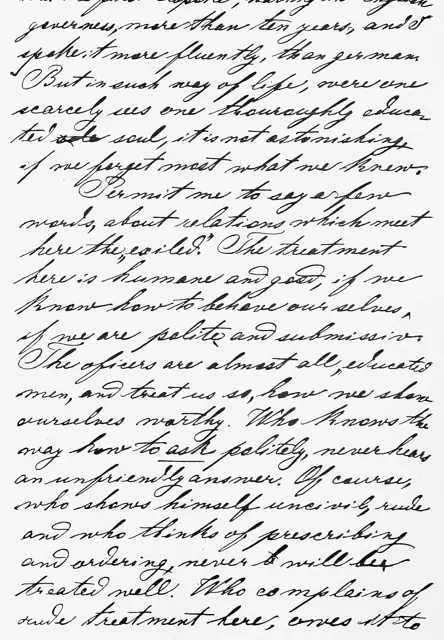 governess, more than ten years, and I
spoke it more fluently, than german.
But in such way of life, were one
scarcely sees one thouroughly educa-
ted soul, it is not astonishing,
if we forget most what we knew.
Permit me to say a few
words, about relations, which meet
here the „exiled." The treatment
here is humane and good, if we
know how to behave ourselves,
if we are polite and submissiv.
The oficers are almost all, educated
men, and treat us so, how we show
ourselves worthy. Who knows the
way how to ask politely, never hears
an unfriendly answer. Of course,
who shows himself uncivil, rude
and who thinks of prescribing
and ordering, never will bee
treated well. Who complains of
rude treatment here, owes it to